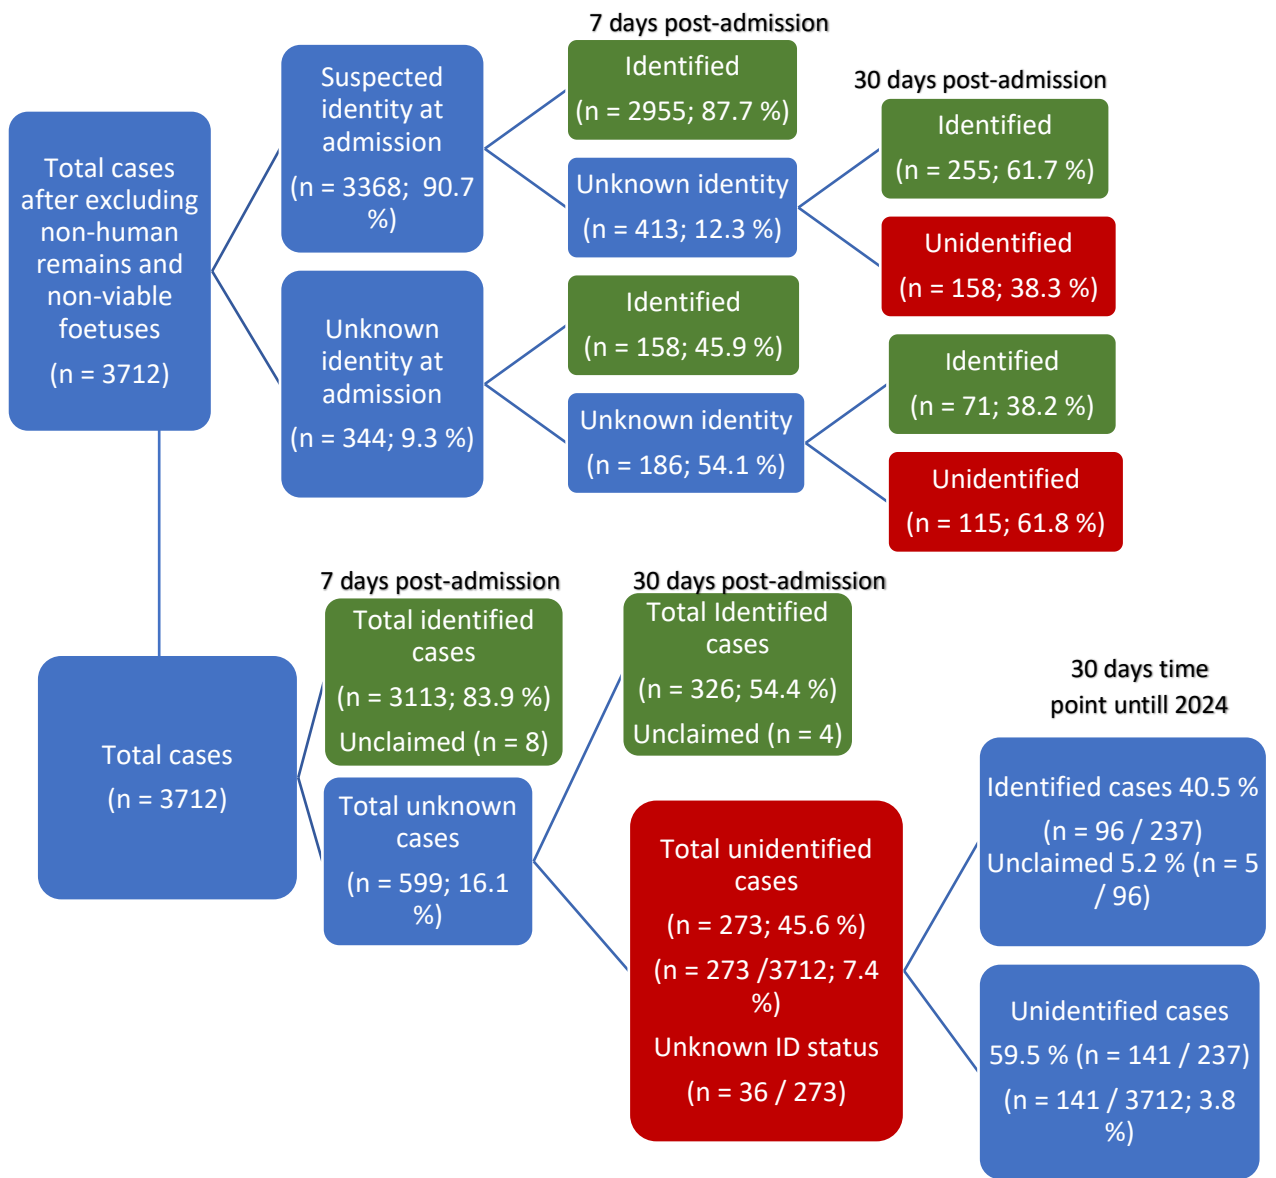 7 days post-admission
30 days post-admission
Total cases
after excluding
non-human
remains and
non-viable
foetuses
(n = 3712)
Suspected
identity at
admission
(n = 3368;  90.7
%)
Unknown
identity at
admission
(n = 344; 9.3 %)
Identified
(n = 2955; 87.7 %)
Unknown identity
(n = 413; 12.3 %)
Identified
(n = 158; 45.9 %)
Unknown identity
(n = 186; 54.1 %)
Identified
(n = 255; 61.7 %)
Unidentified
(n = 158; 38.3 %)
Identified
(n = 71; 38.2 %)
Unidentified
(n = 115; 61.8 %)
7 days post-admission
30 days post-admission
30 days time
point untill 2024
Total cases
(n = 3712)
Total identified
cases
(n = 3113; 83.9 %)
Unclaimed (n = 8)
Total unknown
cases
(n = 599; 16.1
%)
Total Identified
cases
(n = 326; 54.4 %)
Unclaimed (n = 4)
Total unidentified
cases
(n = 273; 45.6 %)
(n = 273 /3712; 7.4
%)
Unknown ID status
(n = 36 / 273)
Identified cases 40.5 %
(n = 96 / 237)
Unclaimed 5.2 % (n = 5
/ 96)
Unidentified cases
59.5 % (n = 141 / 237)
(n = 141 / 3712; 3.8
%)